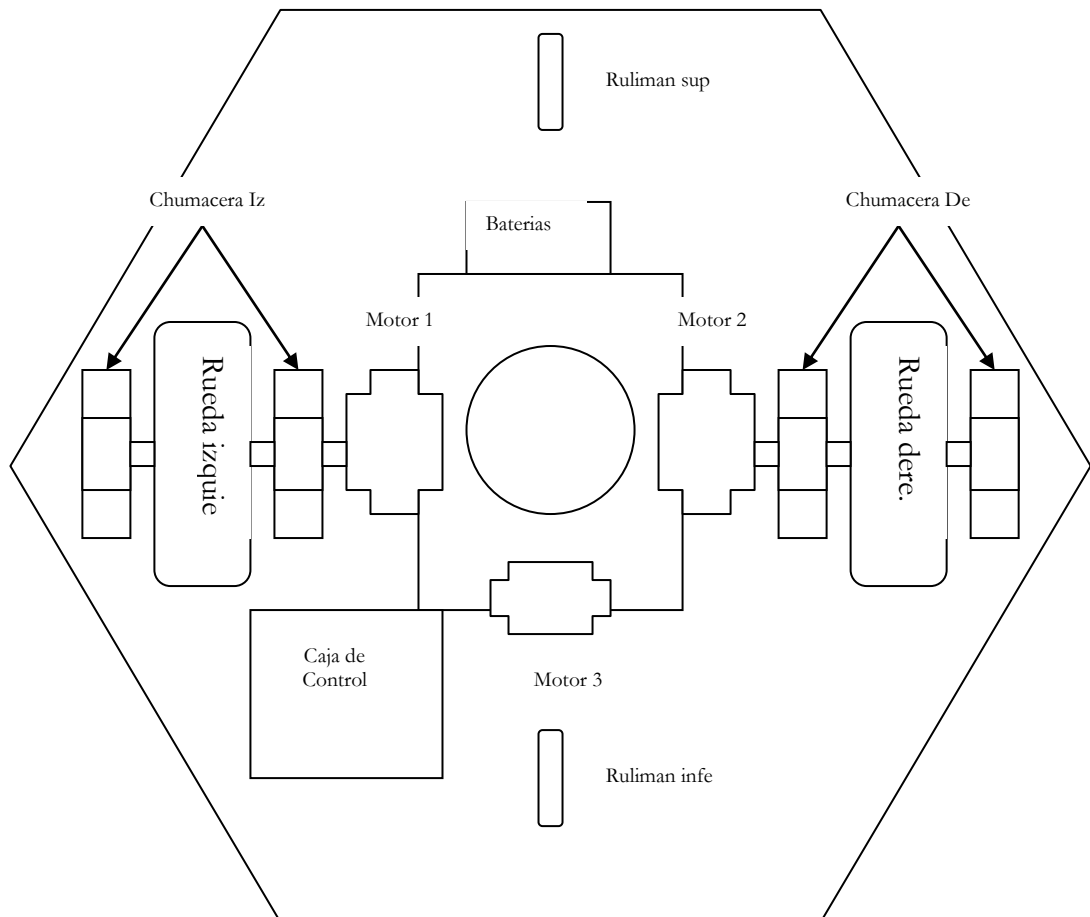 Ruliman sup
Chumacera Iz
Chumacera De
Baterias
Motor 1
Motor 2
Rueda izquie
Rueda dere.
Caja de
Control
Motor 3
Ruliman infe